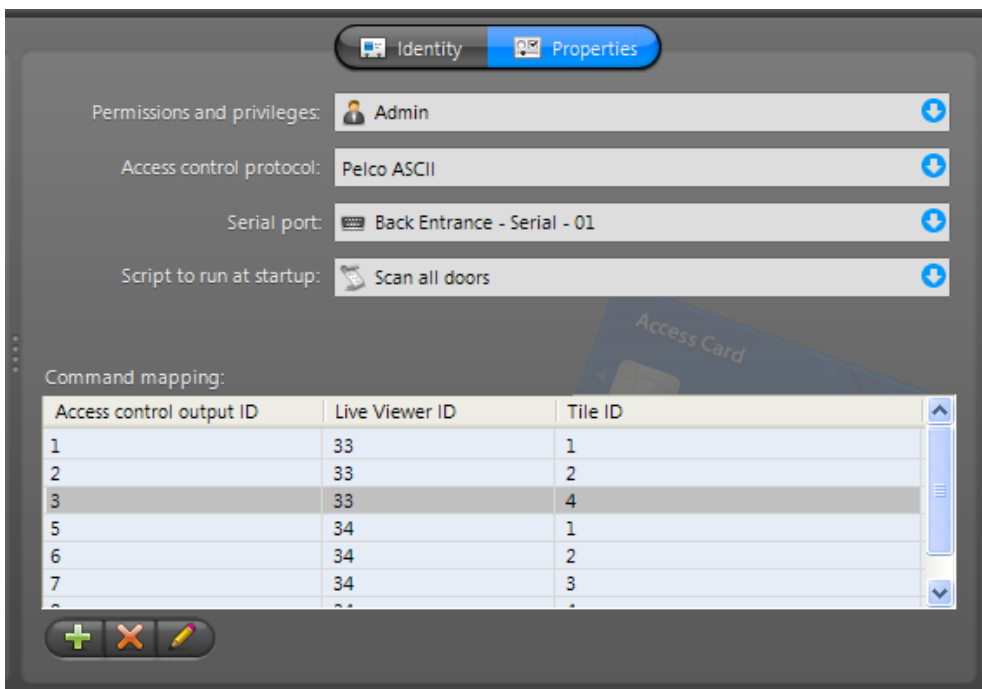 Identity Properties
Permissions and privileges: Admin
Access control protocol: Pelco ASCII
Serial port: Back Entrance - Serial - 01
Script to run at startup: Scan all doors
Access Card
Command mapping:
Access control output ID Live Viewer ID Tile ID
1 33 1
2 33 2
3 33 4
5 34 1
6 34 2
7 34 3